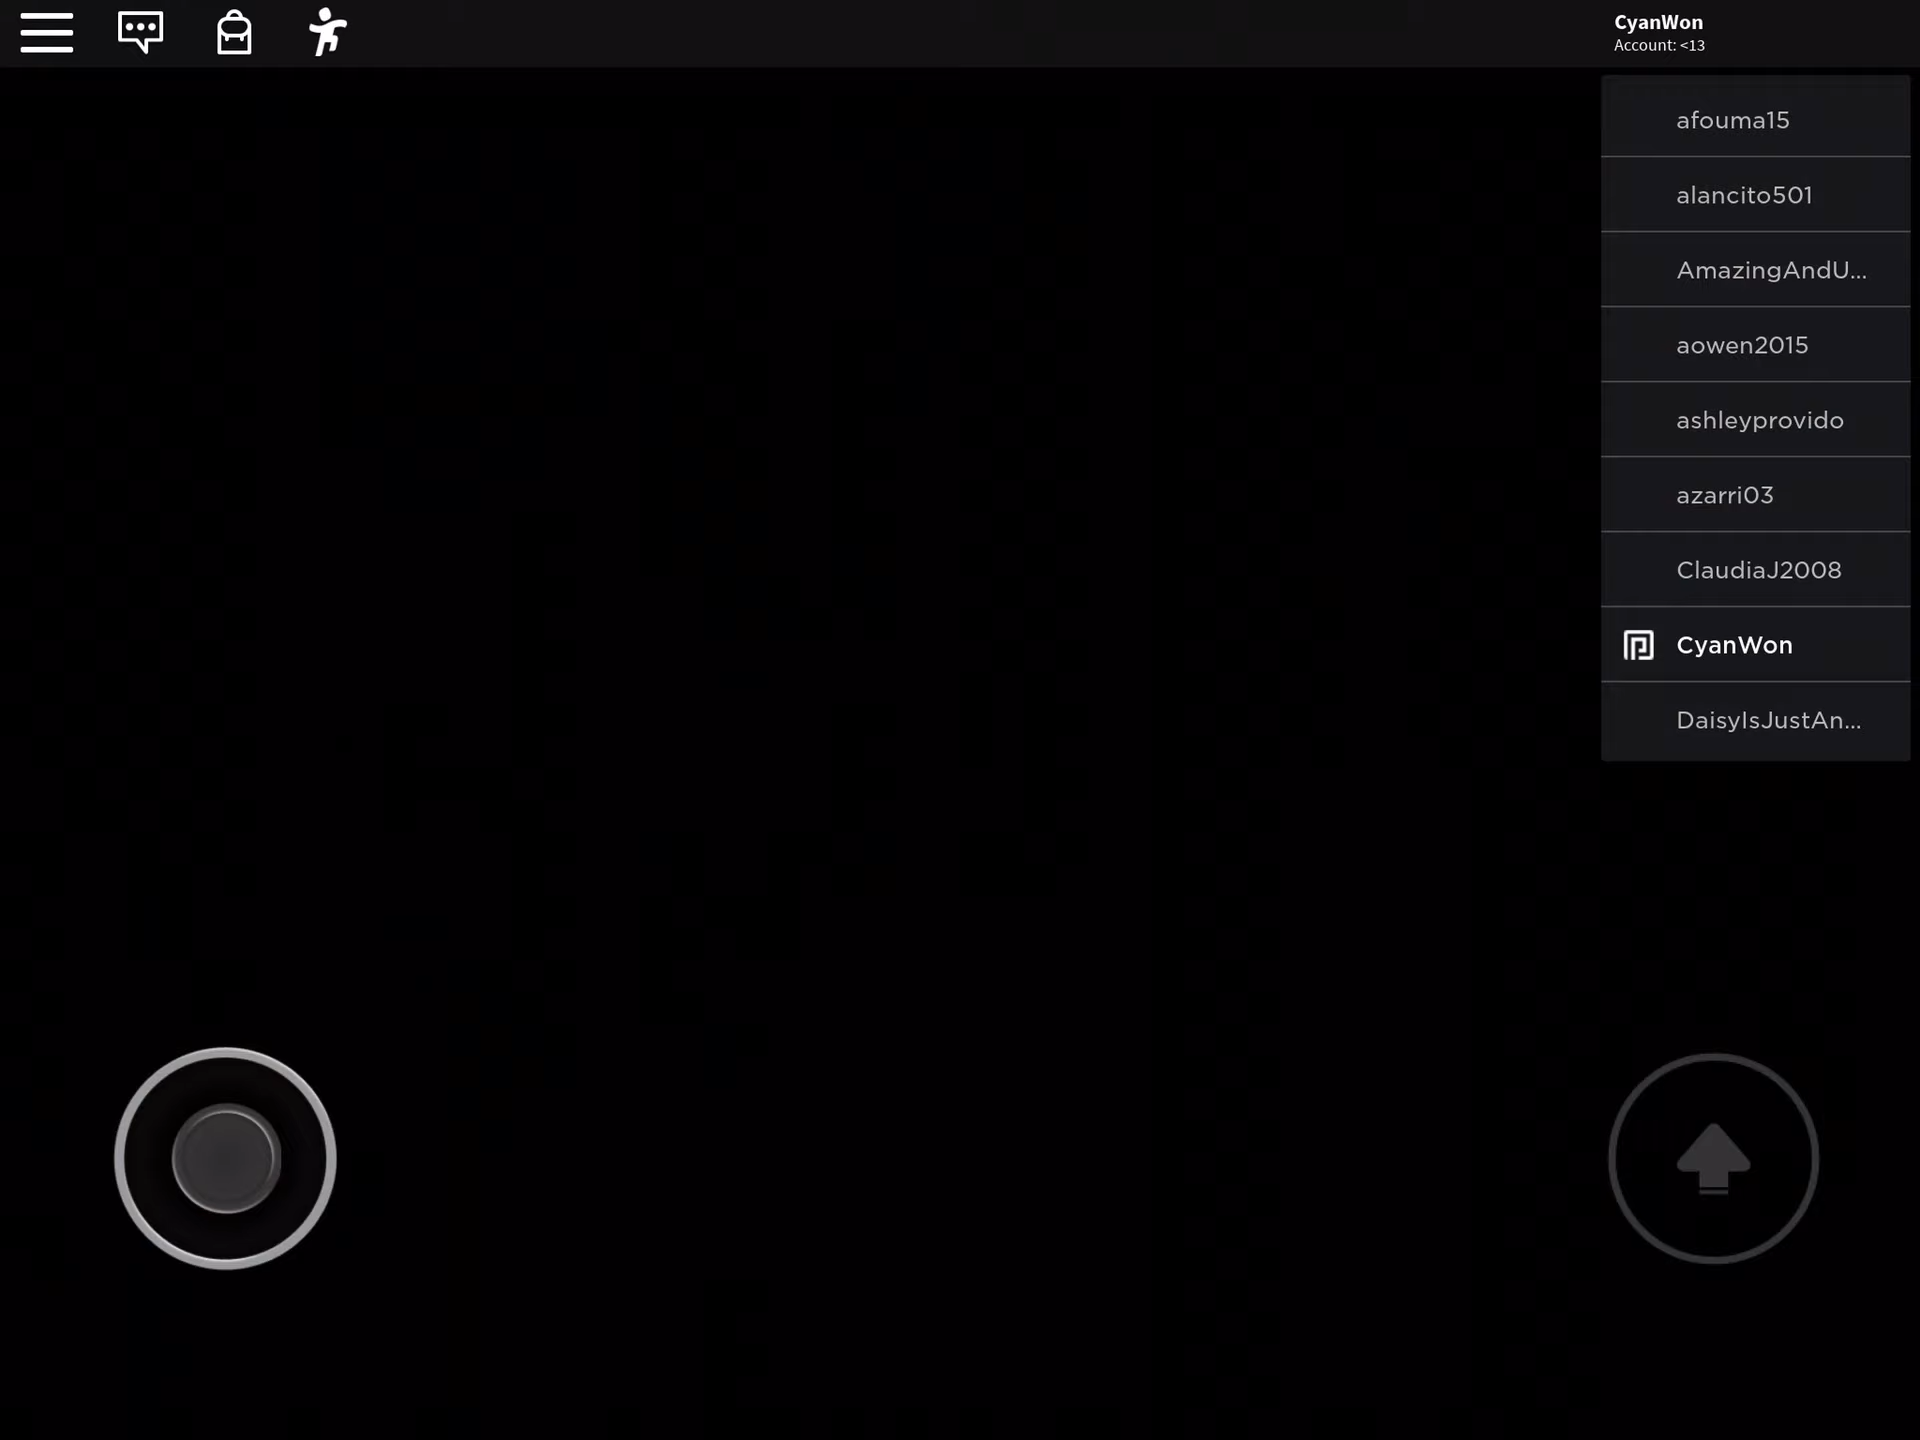 CyanWon
Account: <13
afouma15
alancito501
AmazingAndU...
aowen2015
ashleyprovido
azarri03
ClaudiaJ2008
CyanWon
DaisyIsJustAn...